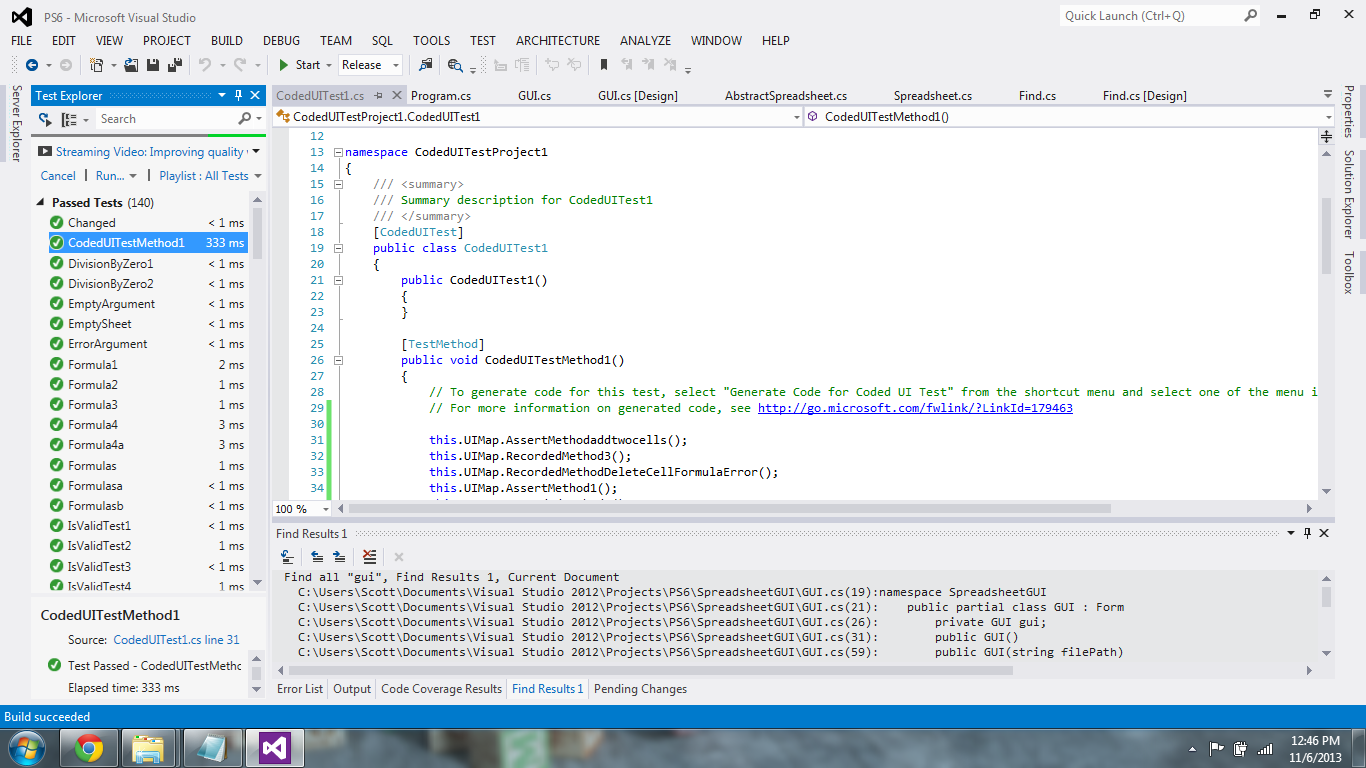 PS6 - Microsoft Visual Studio
Quick Launch (Ctrl+Q)
FILE EDIT VIEW PROJECT BUILD DEBUG TEAM SQL TOOLS TEST ARCHITECTURE ANALYZE WINDOW HELP
Start Release
Server Explorer
Test Explorer
Search
Streaming Video: Improving quality
Cancel Run... Playlist : All Tests
Passed Tests (140)
Changed < 1 ms
CodedUITestMethod1 333 ms
DivisionByZero1 < 1 ms
DivisionByZero2 < 1 ms
EmptyArgument < 1 ms
EmptySheet < 1 ms
ErrorArgument < 1 ms
Formula1 2 ms
Formula2 < 1 ms
Formula3 < 1 ms
Formula4 3 ms
Formula4a 3 ms
Formulas 1 ms
Formulasa < 1 ms
Formulasb < 1 ms
IsValidTest1 < 1 ms
IsValidTest2 1 ms
IsValidTest3 < 1 ms
IsValidTest4 1 ms
CodedUITestMethod1
Source: CodedUITest1.cs line 31
Test Passed - CodedUITestMethc
Elapsed time: 333 ms
CodedUITest1.cs Program.cs GUI.cs GUI.cs [Design] AbstractSpreadsheet.cs Spreadsheet.cs Find.cs Find.cs [Design]
CodedUITestProject1.CodedUITest1 CodedUITestMethod1()
12
13 namespace CodedUITestProject1
14 {
15 /// <summary>
16 /// Summary description for CodedUITest1
17 /// </summary>
18 [CodedUITest]
19 public class CodedUITest1
20 {
21 public CodedUITest1()
22 {
23 }
24
25 [TestMethod]
26 public void CodedUITestMethod1()
27 {
28 // To generate code for this test, select "Generate Code for Coded UI Test" from the shortcut menu and select one of the menu i
29 // For more information on generated code, see http://go.microsoft.com/fwlink/?LinkId=179463
30
31 this.UIMap.AssertMethodaddtwocells();
32 this.UIMap.RecordedMethod3();
33 this.UIMap.RecordedMethodDeleteCellFormulaError();
34 this.UIMap.AssertMethod1();
100 %
Properties
Solution Explorer
Toolbox
Find Results 1
Find all "gui", Find Results 1, Current Document
C:\Users\Scott\Documents\Visual Studio 2012\Projects\PS6\SpreadsheetGUI\GUI.cs(19):namespace SpreadsheetGUI
C:\Users\Scott\Documents\Visual Studio 2012\Projects\PS6\SpreadsheetGUI\GUI.cs(21): public partial class GUI : Form
C:\Users\Scott\Documents\Visual Studio 2012\Projects\PS6\SpreadsheetGUI\GUI.cs(26): private GUI gui;
C:\Users\Scott\Documents\Visual Studio 2012\Projects\PS6\SpreadsheetGUI\GUI.cs(31): public GUI()
C:\Users\Scott\Documents\Visual Studio 2012\Projects\PS6\SpreadsheetGUI\GUI.cs(59): public GUI(string filePath)
Error List Output Code Coverage Results Find Results 1 Pending Changes
Build succeeded
12:46 PM
11/6/2013